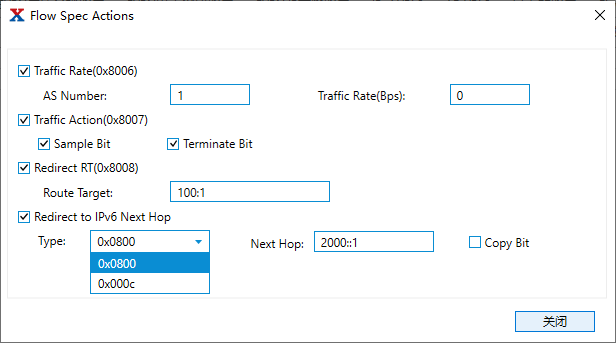 Flow Spec Actions
Traffic Rate(0x8006)
AS Number: 1 Traffic Rate(Bps): 0
Traffic Action(0x8007)
Sample Bit Terminate Bit
Redirect RT(0x8008)
Route Target: 100:1
Redirect to IPv6 Next Hop
Type: 0x0800 Next Hop: 2000::1 Copy Bit
0x0800
0x000c
关闭